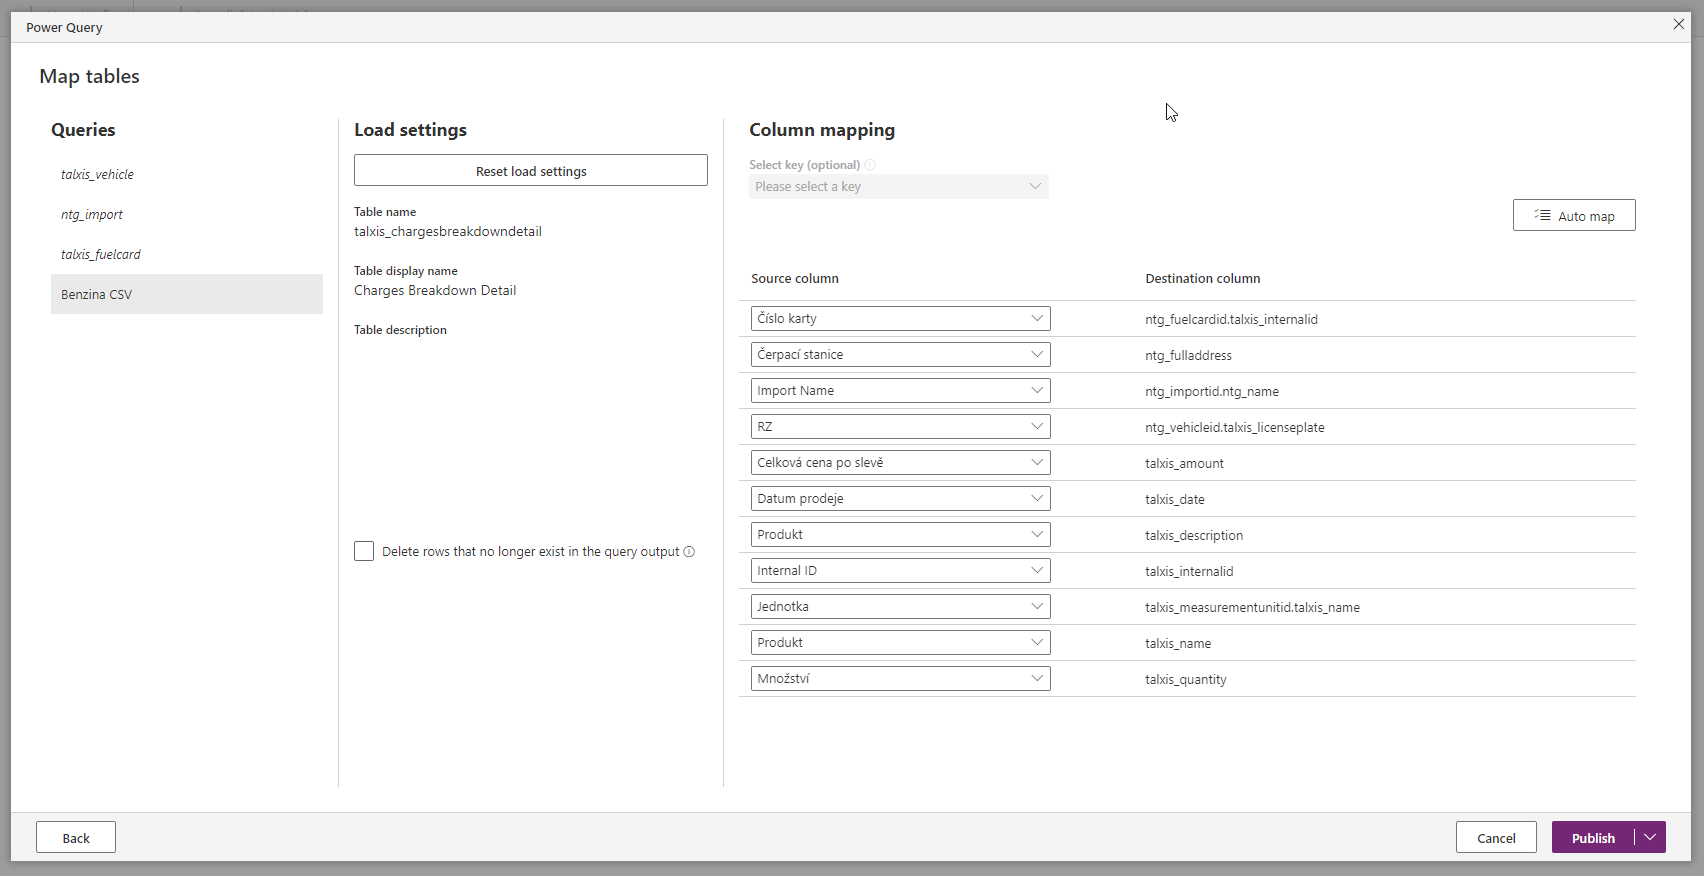 Power Query
Map tables
Queries
talxis_vehicle
ntg_import
talxis_fuelcard
Benzina CSV
Load settings
Reset load settings
Table name
talxis_chargesbreakdowndetail
Table display name
Charges Breakdown Detail
Table description
Delete rows that no longer exist in the query output
Column mapping
Select key (optional)
Please select a key
Auto map
Source column Destination column
Číslo karty ntg_fuelcardid.talxis_internalid
Čerpací stanice ntg_fulladdress
Import Name ntg_importid.ntg_name
RZ ntg_vehicleid.talxis_licenseplate
Celková cena po slevě talxis_amount
Datum prodeje talxis_date
Produkt talxis_description
Internal ID talxis_internalid
Jednotka talxis_measurementunitid.talxis_name
Produkt talxis_name
Množství talxis_quantity
Back
Cancel
Publish